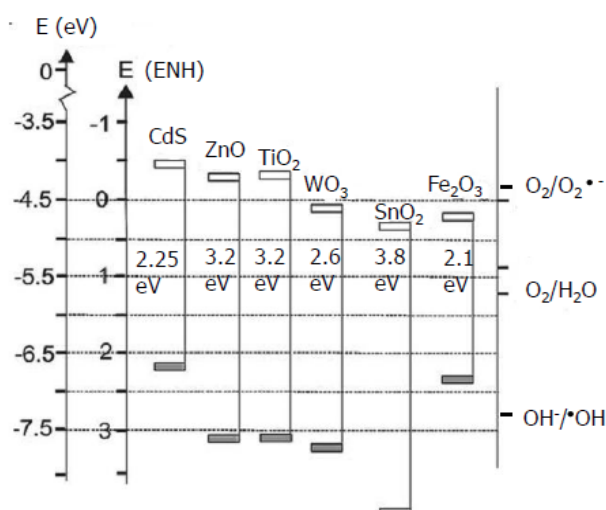 E (eV)
E (ENH)
0
-3.5
-4.5
-5.5
-6.5
-7.5
-1
0
1
2
3
CdS
ZnO
TiO₂
WO₃
SnO₂
Fe₂O₃
2.25 eV
3.2 eV
3.2 eV
2.6 eV
3.8 eV
2.1 eV
O₂/O₂•-
O₂/H₂O
OH⁻/•OH